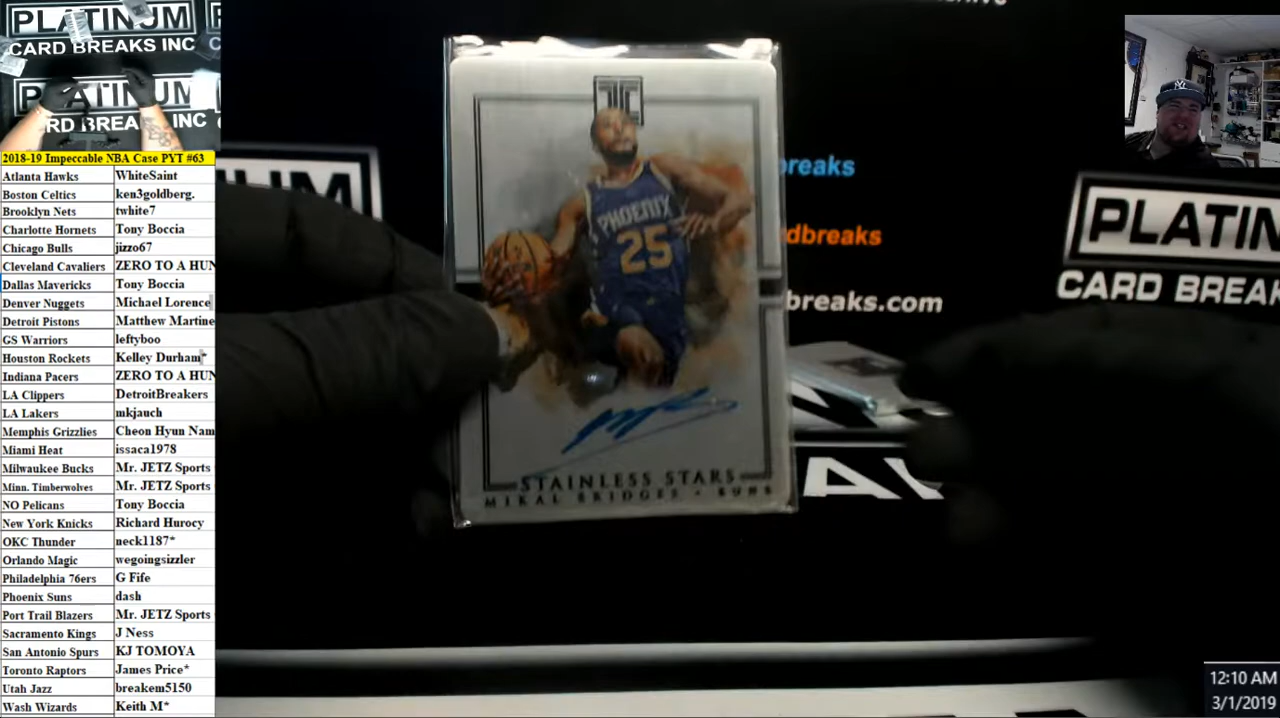 PLATINUM
CARD BREAKS INC
PLATINUM
CARD BREAKS INC
2018-19 Impeccable NBA Case PYT #63
Atlanta Hawks WhiteSaint
Boston Celtics ken3goldberg.
Brooklyn Nets twhite7
Charlotte Hornets Tony Boccia
Chicago Bulls jizzo67
Cleveland Cavaliers ZERO TO A HUN
Dallas Mavericks Tony Boccia
Denver Nuggets Michael Lorence
Detroit Pistons Matthew Martine
GS Warriors leftyboo
Houston Rockets Kelley Durham*
Indiana Pacers ZERO TO A HUN
LA Clippers DetroitBreakers
LA Lakers mkjauch
Memphis Grizzlies Cheon Hyun Nam
Miami Heat issaca1978
Milwaukee Bucks Mr. JETZ Sports
Minn. Timberwolves Mr. JETZ Sports
NO Pelicans Tony Boccia
New York Knicks Richard Hurocy
OKC Thunder neck1187*
Orlando Magic wegoingsizzler
Philadelphia 76ers G Fife
Phoenix Suns dash
Port Trail Blazers Mr. JETZ Sports
Sacramento Kings J Ness
San Antonio Spurs KJ TOMOYA
Toronto Raptors James Price*
Utah Jazz breakem5150
Wash Wizards Keith M*
PHOENIX
25
STAINLESS STARS
MIKAL BRIDGES - SUNS
breaks
dbreaks
breaks.com
PLATIN
CARD BREA
NY
12:10 AM
3/1/2019